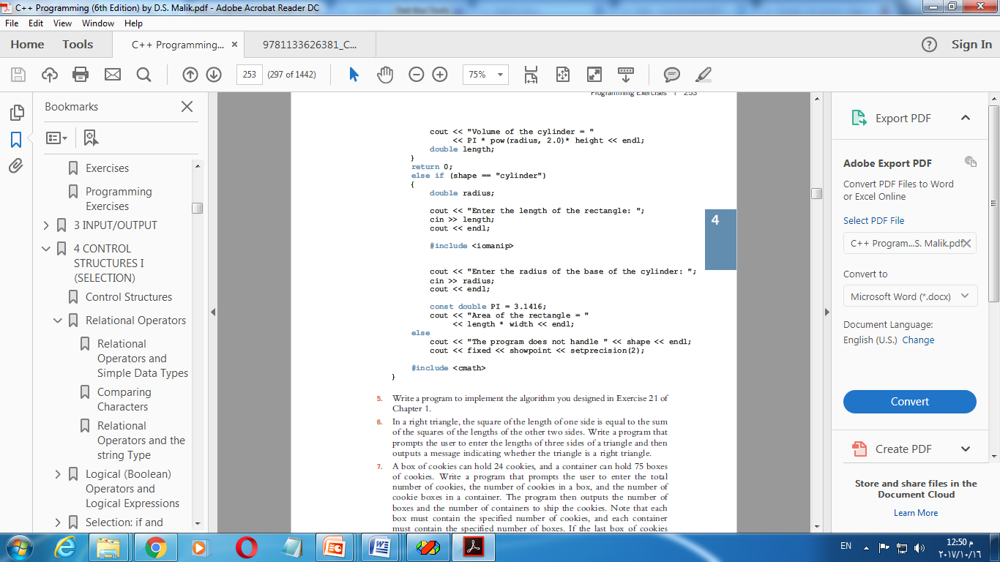 C++ Programming (6th Edition) by D.S. Malik.pdf - Adobe Acrobat Reader DC
File Edit View Window Help
Home Tools C++ Programming... × 9781133626381_C... Sign In
253 (297 of 1442) 75%
Bookmarks
Exercises
Programming
Exercises
3 INPUT/OUTPUT
4 CONTROL
STRUCTURES I
(SELECTION)
Control Structures
Relational Operators
Relational
Operators and
Simple Data Types
Comparing
Characters
Relational
Operators and the
string Type
Logical (Boolean)
Operators and
Logical Expressions
Selection: if and
Programming Exercises | 253
cout << "Volume of the cylinder = "
<< PI * pow(radius, 2.0)* height << endl;
double length;
}
return 0;
else if (shape == "cylinder")
{
double radius;
cout << "Enter the length of the rectangle: ";
cin >> length;
cout << endl;
#include <iomanip>
cout << "Enter the radius of the base of the cylinder: ";
cin >> radius;
cout << endl;
const double PI = 3.1416;
cout << "Area of the rectangle = "
<< length * width << endl;
else
cout << "The program does not handle " << shape << endl;
cout << fixed << showpoint << setprecision(2);
#include <cmath>
}
4
5. Write a program to implement the algorithm you designed in Exercise 21 of
Chapter 1.
6. In a right triangle, the square of the length of one side is equal to the sum
of the squares of the lengths of the other two sides. Write a program that
prompts the user to enter the lengths of three sides of a triangle and then
outputs a message indicating whether the triangle is a right triangle.
7. A box of cookies can hold 24 cookies, and a container can hold 75 boxes
of cookies. Write a program that prompts the user to enter the total
number of cookies, the number of cookies in a box, and the number of
cookie boxes in a container. The program then outputs the number of
boxes and the number of containers to ship the cookies. Note that each
box must contain the specified number of cookies, and each container
must contain the specified number of boxes. If the last box of cookies
Export PDF
Adobe Export PDF
Convert PDF Files to Word
or Excel Online
Select PDF File
C++ Program...S. Malik.pdf
Convert to
Microsoft Word (*.docx)
Document Language:
English (U.S.) Change
Convert
Create PDF
Store and share files in the
Document Cloud
Learn More
EN
12:50 م
٢٠١٧/١٠/١٦